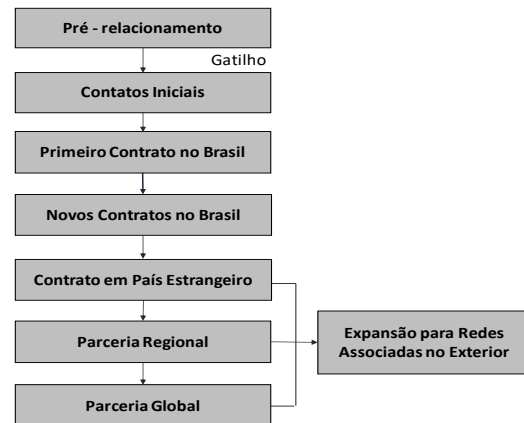 Pré - relacionamento
Gatilho
Contatos Iniciais
Primeiro Contrato no Brasil
Novos Contratos no Brasil
Contrato em País Estrangeiro
Parceria Regional
Expansão para Redes
Associadas no Exterior
Parceria Global